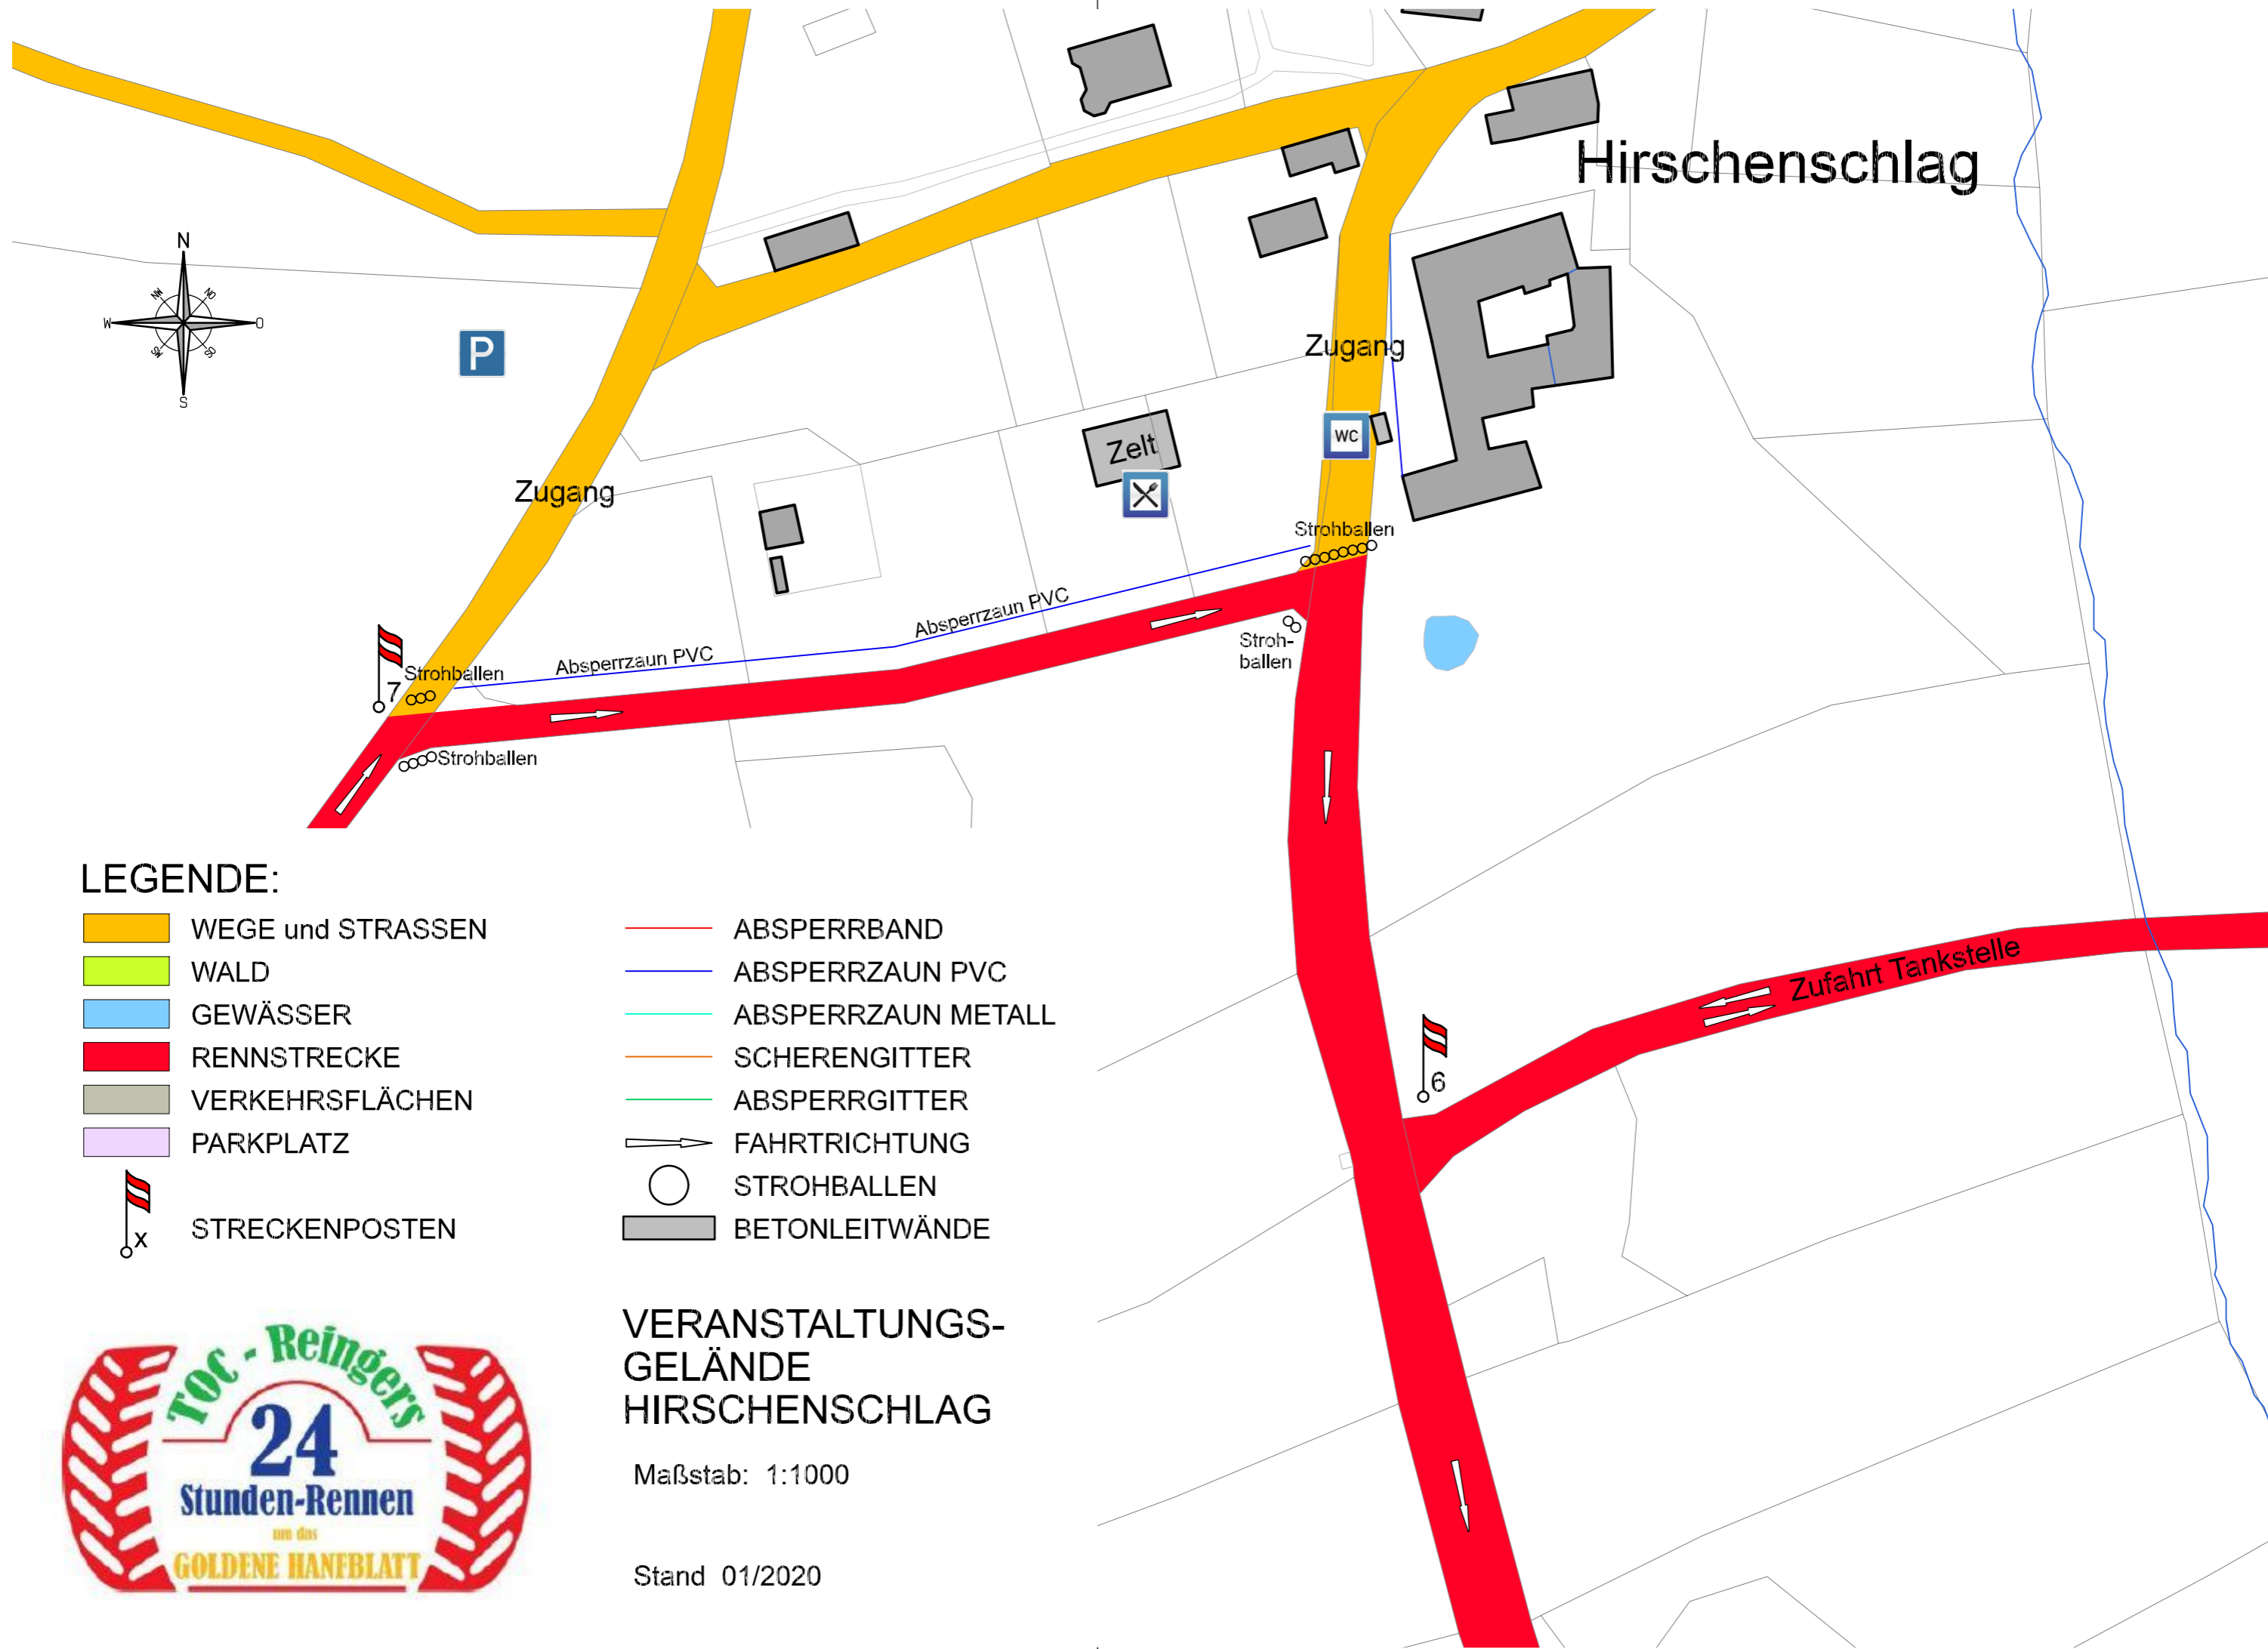 Hirschenschlag
N
NW
NO
W
O
SW
SO
S
P
Zugang
WC
Zelt
Zugang
Strohballen
Absperrzaun PVC
Absperrzaun PVC
Stroh-
ballen
7
Strohballen
Strohballen
Zufahrt Tankstelle
6
LEGENDE:
WEGE und STRASSEN
WALD
GEWÄSSER
RENNSTRECKE
VERKEHRSFLÄCHEN
PARKPLATZ
x
STRECKENPOSTEN
ABSPERRBAND
ABSPERRZAUN PVC
ABSPERRZAUN METALL
SCHERENGITTER
ABSPERRGITTER
FAHRTRICHTUNG
STROHBALLEN
BETONLEITWÄNDE
TOC - Reingers
24
Stunden-Rennen
um das
GOLDENE HANFBLATT
VERANSTALTUNGS-
GELÄNDE
HIRSCHENSCHLAG
Maßstab: 1:1000
Stand 01/2020